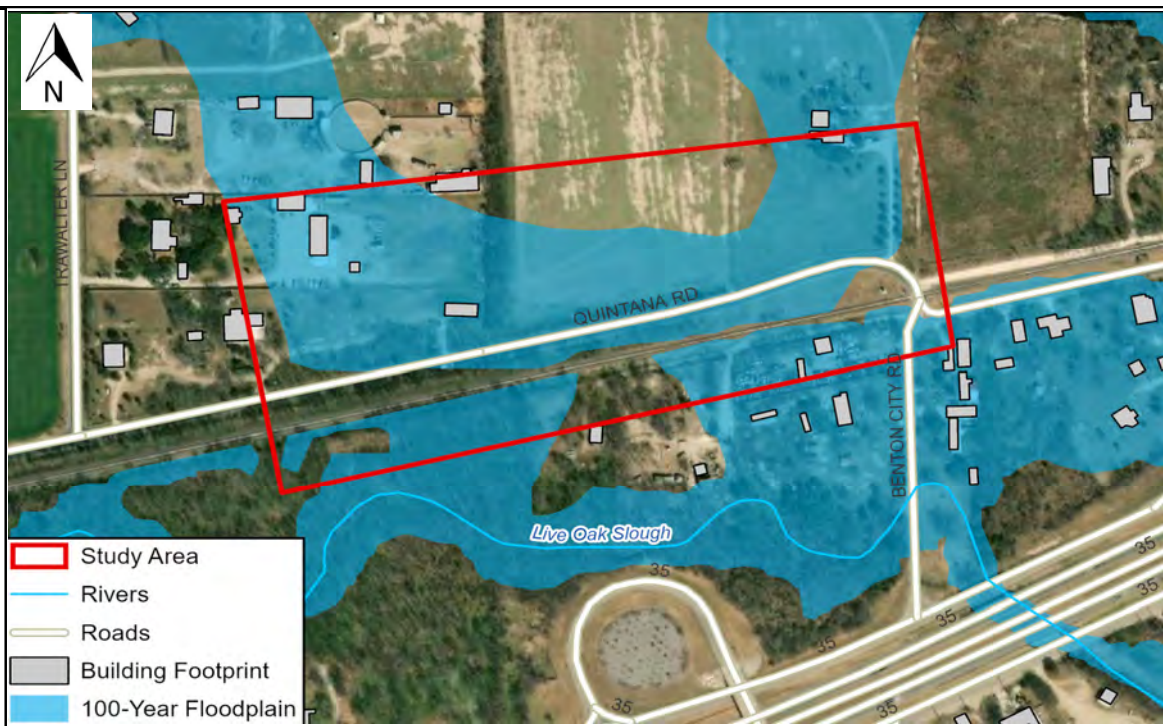 N
TRAWALTER LN
QUINTANA RD
BENTON CITY RD
Live Oak Slough
35
35
35
35
35
35
Study Area
Rivers
Roads
Building Footprint
100-Year Floodplain